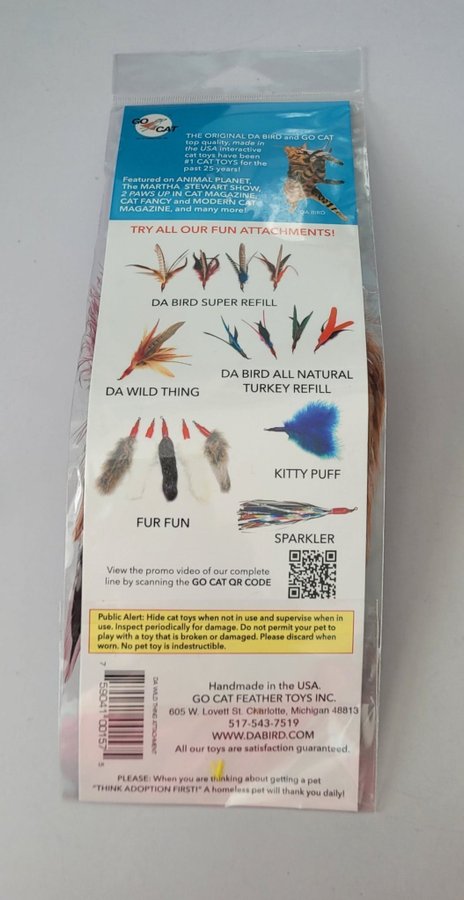 GO CAT
THE ORIGINAL DA BIRD and GO CAT
top quality, made in
the USA interactive
cat toys have been
#1 CAT TOYS for the
past 25 years!
Featured on ANIMAL PLANET,
The MARTHA STEWART SHOW,
2 PAWS UP IN CAT MAGAZINE,
CAT FANCY and MODERN CAT
MAGAZINE, and many more!
DA BIRD
TRY ALL OUR FUN ATTACHMENTS!
DA BIRD SUPER REFILL
DA WILD THING
DA BIRD ALL NATURAL
TURKEY REFILL
KITTY PUFF
FUR FUN
SPARKLER
View the promo video of our complete
line by scanning the GO CAT QR CODE
Public Alert: Hide cat toys when not in use and supervise when in
use. Inspect periodically for damage. Do not permit your pet to
play with a toy that is broken or damaged. Please discard when
worn. No pet toy is indestructible.
7 59041 00157 5
DA WILD THING ATTACHMENT
Handmade in the USA.
GO CAT FEATHER TOYS INC.
605 W. Lovett St. Charlotte, Michigan 48813
517-543-7519
WWW.DABIRD.COM
All our toys are satisfaction guaranteed.
PLEASE: When you are thinking about getting a pet
"THINK ADOPTION FIRST!" A homeless pet will thank you daily!